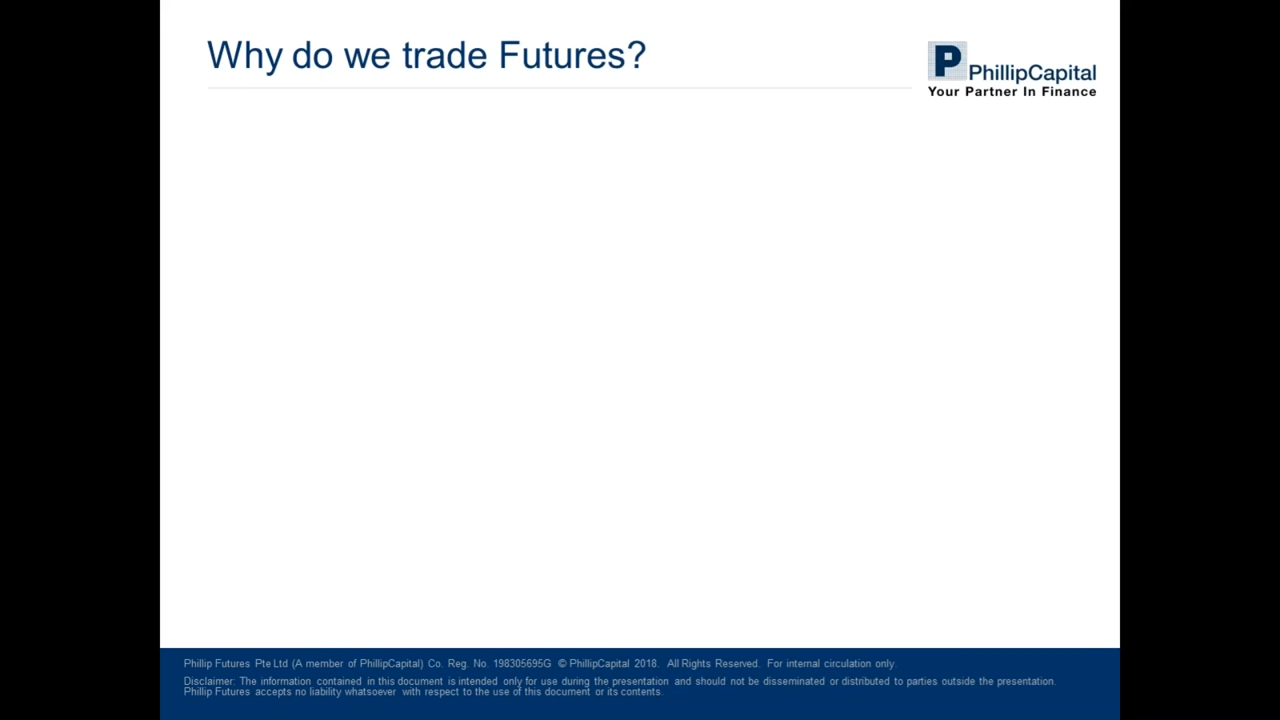 Why do we trade Futures?
P
PhillipCapital
Your Partner In Finance
Phillip Futures Pte Ltd (A member of PhillipCapital) Co. Reg. No. 198305695G © PhillipCapital 2018. All Rights Reserved. For internal circulation only.
Disclaimer: The information contained in this document is intended only for use during the presentation and should not be disseminated or distributed to parties outside the presentation.
Phillip Futures accepts no liability whatsoever with respect to the use of this document or its contents.